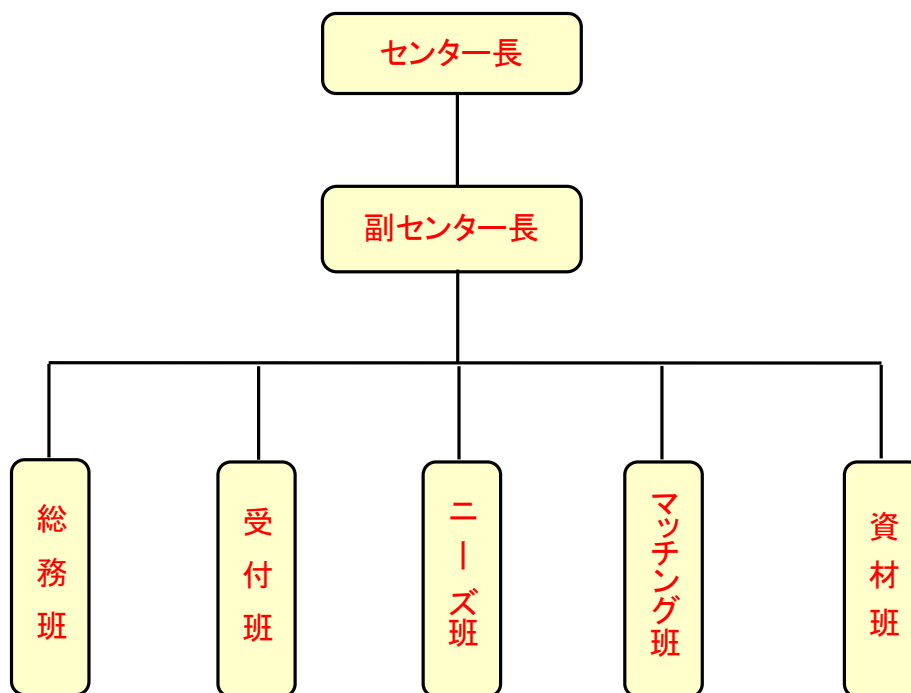 センター長
副センター長
総務班
受付班
ニーズ班
マッチング班
資材班